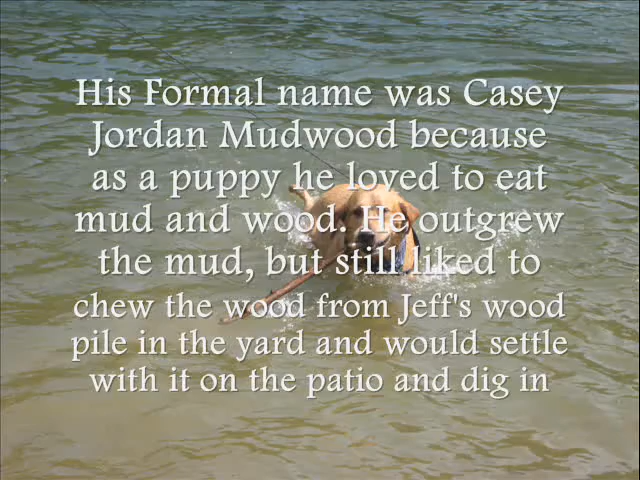 His Formal name was Casey
Jordan Mudwood because
as a puppy he loved to eat
mud and wood. He outgrew
the mud, but still liked to
chew the wood from Jeff's wood
pile in the yard and would settle
with it on the patio and dig in